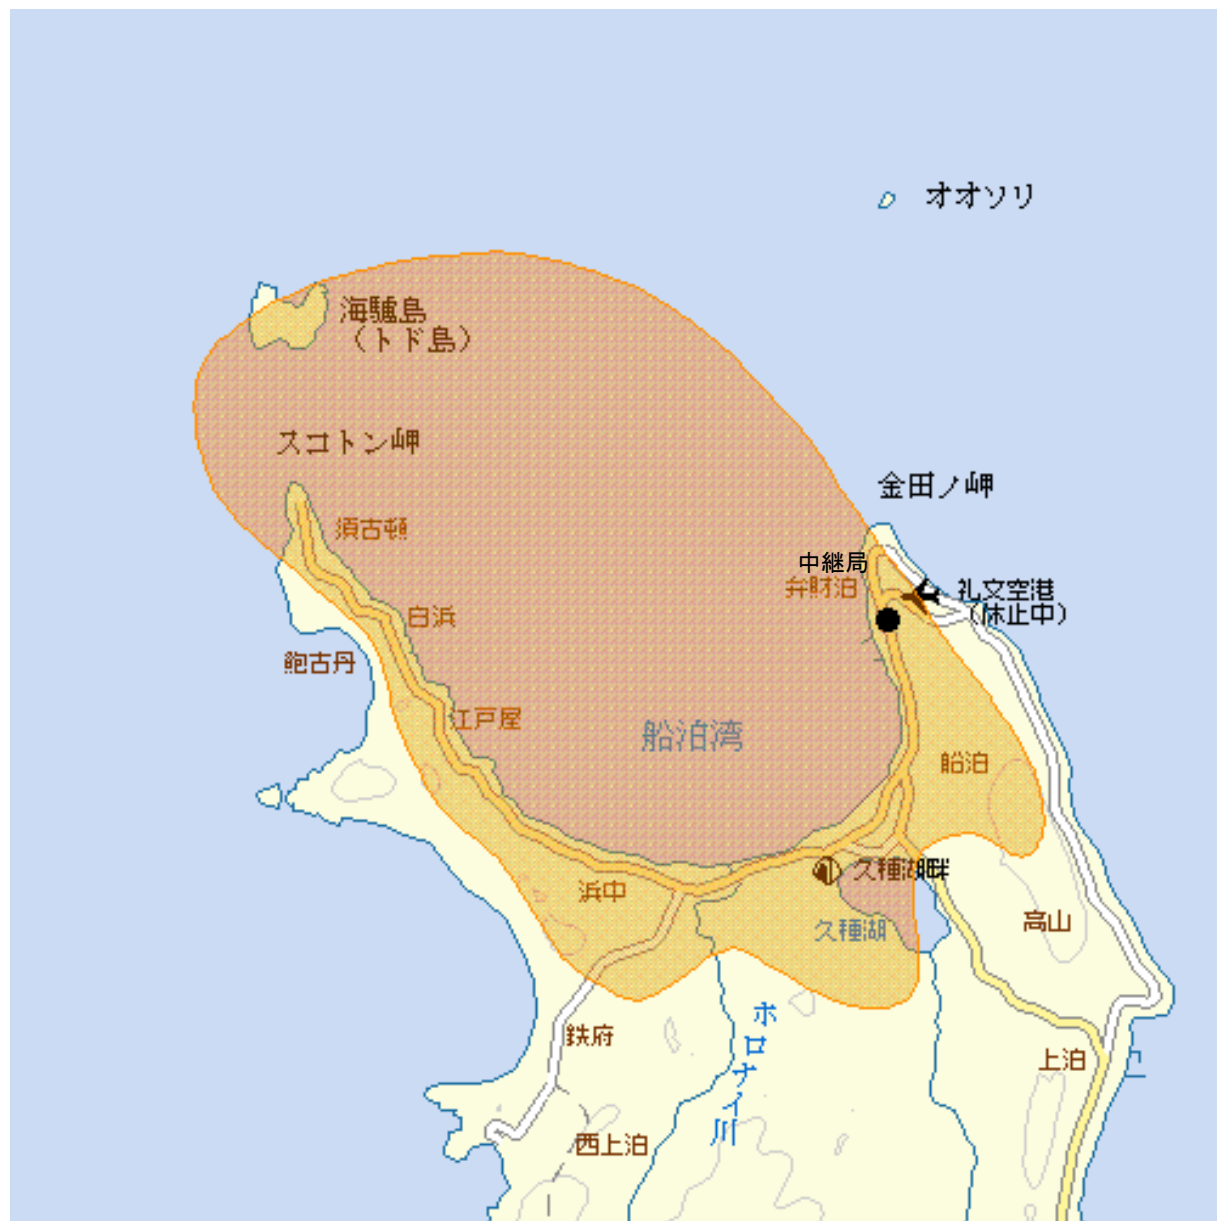 オオソリ
海驢島
（トド島）
スコトン岬
金田ノ岬
須古頓
中継局
弁財泊
礼文空港
（休止中）
白浜
鮑古丹
江戸屋
船泊湾
船泊
久種湖畔
浜中
久種湖
高山
ホロナイ川
鉄府
上泊
西上泊